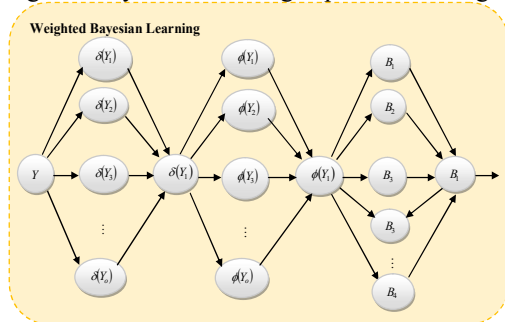 Weighted Bayesian Learning
δ(Y₁)
δ(Y₂)
Y
δ(Y₃)
⋮
δ(Yₒ)
δ(Y₁)
ϕ(Y₁)
ϕ(Y₂)
ϕ(Y₃)
⋮
ϕ(Yₒ)
ϕ(Y₁)
B₁
B₂
B₃
B₃
⋮
B₄
B₁